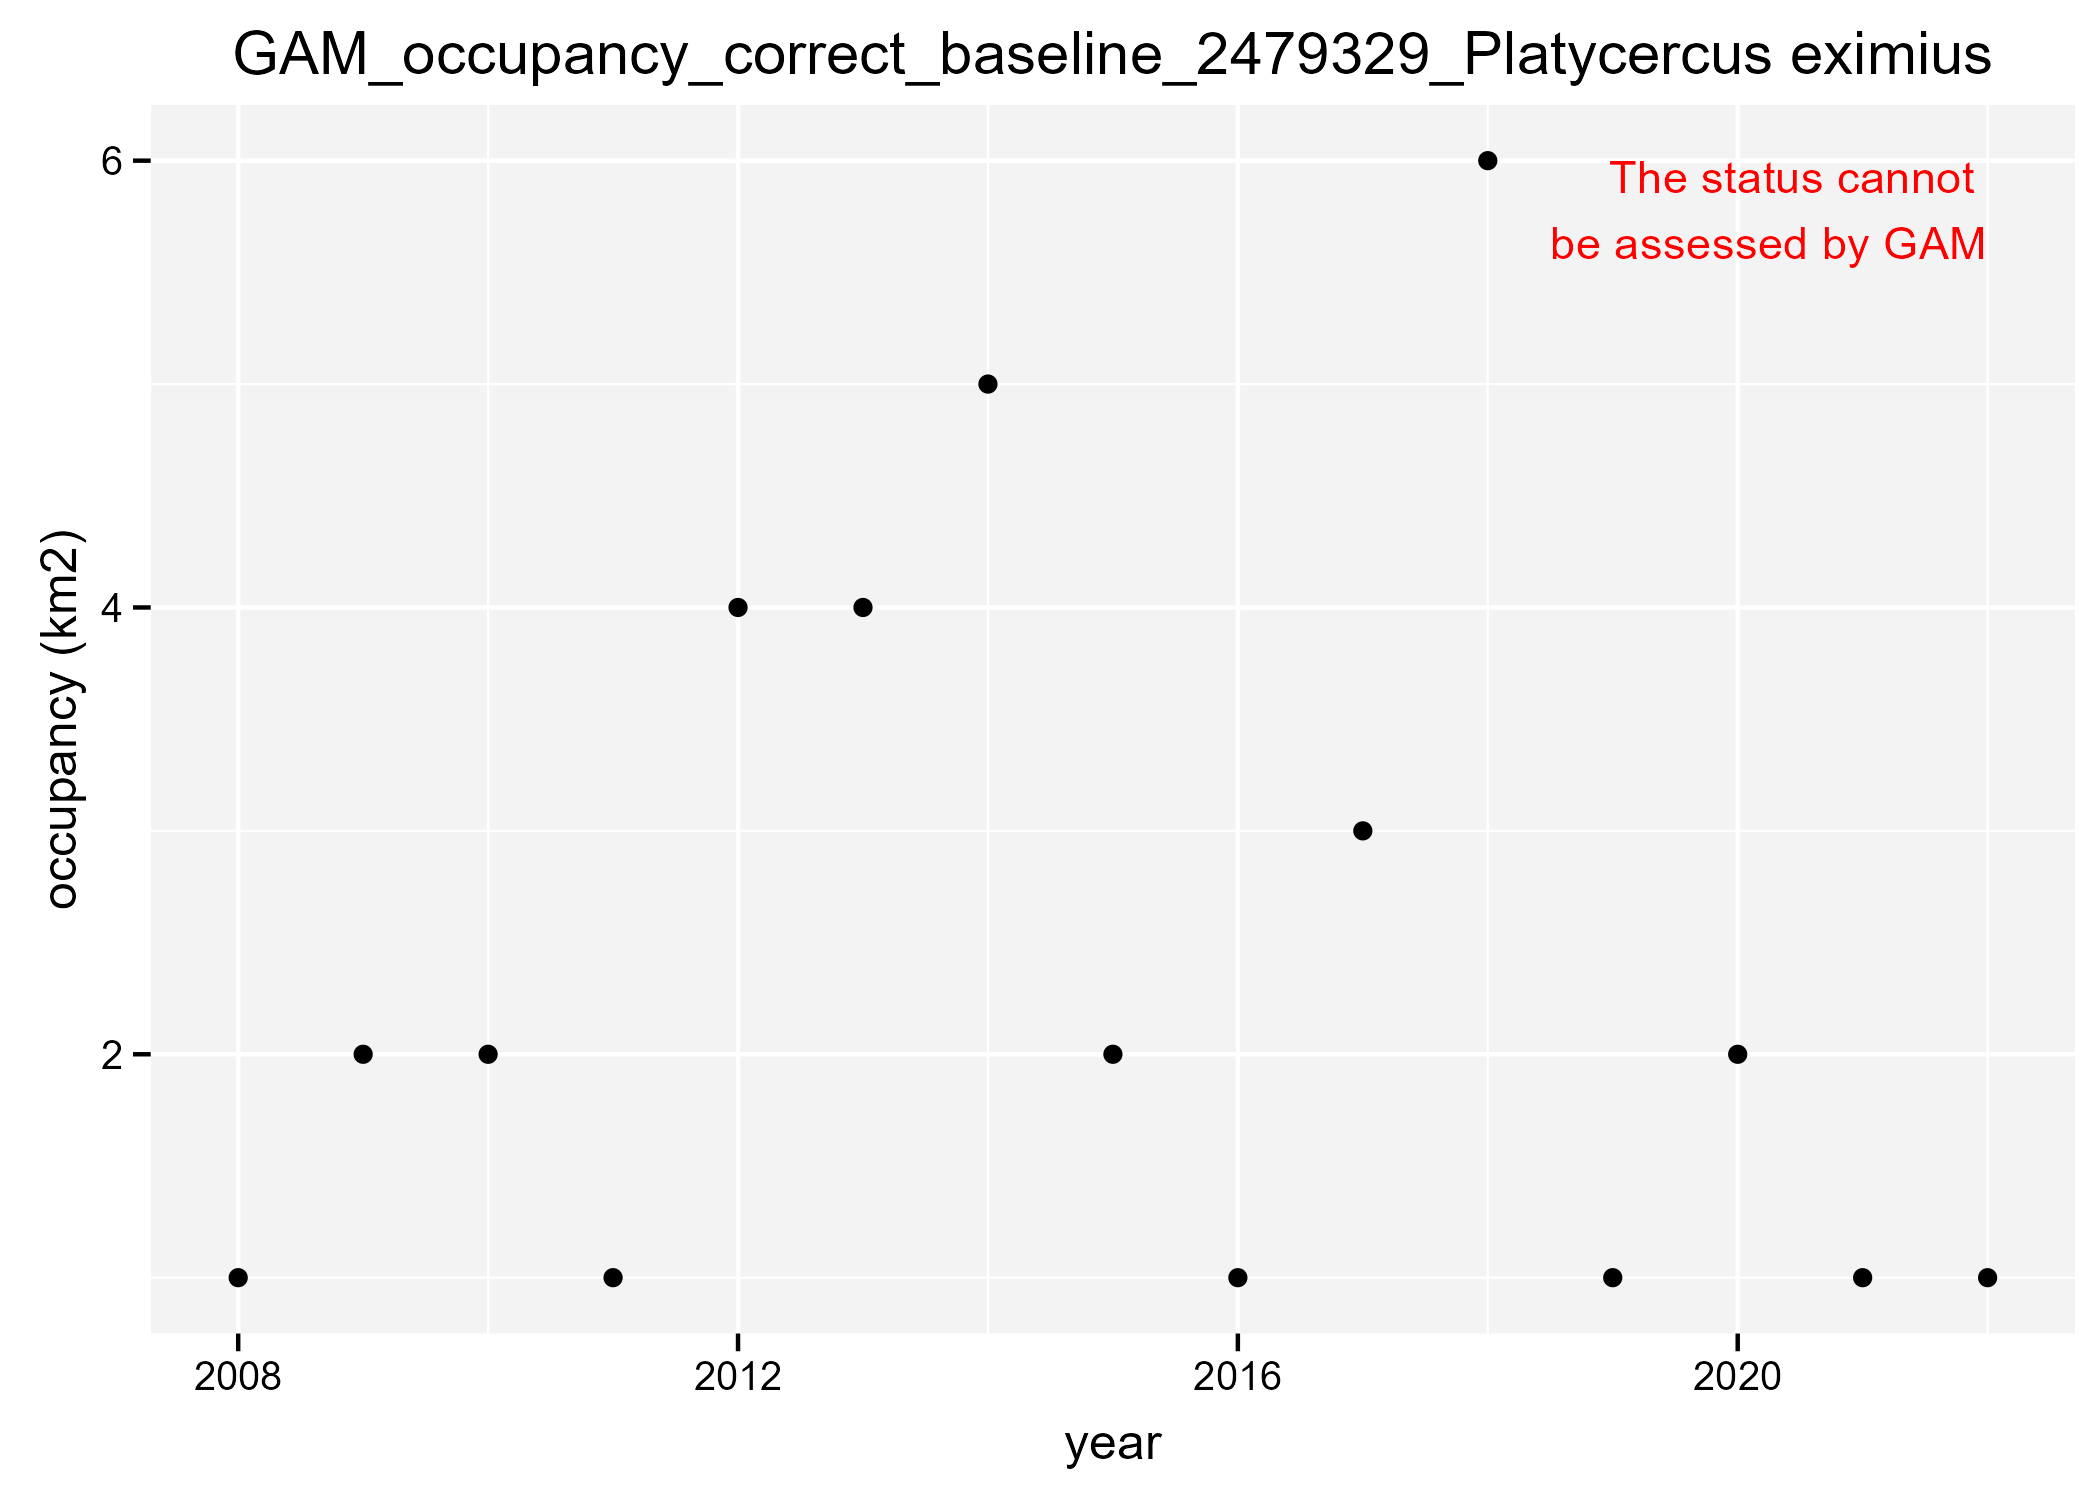 GAM_occupancy_correct_baseline_2479329_Platycercus eximius
The status cannot
be assessed by GAM
6
4
2
occupancy (km2)
2008 2012 2016 2020
year